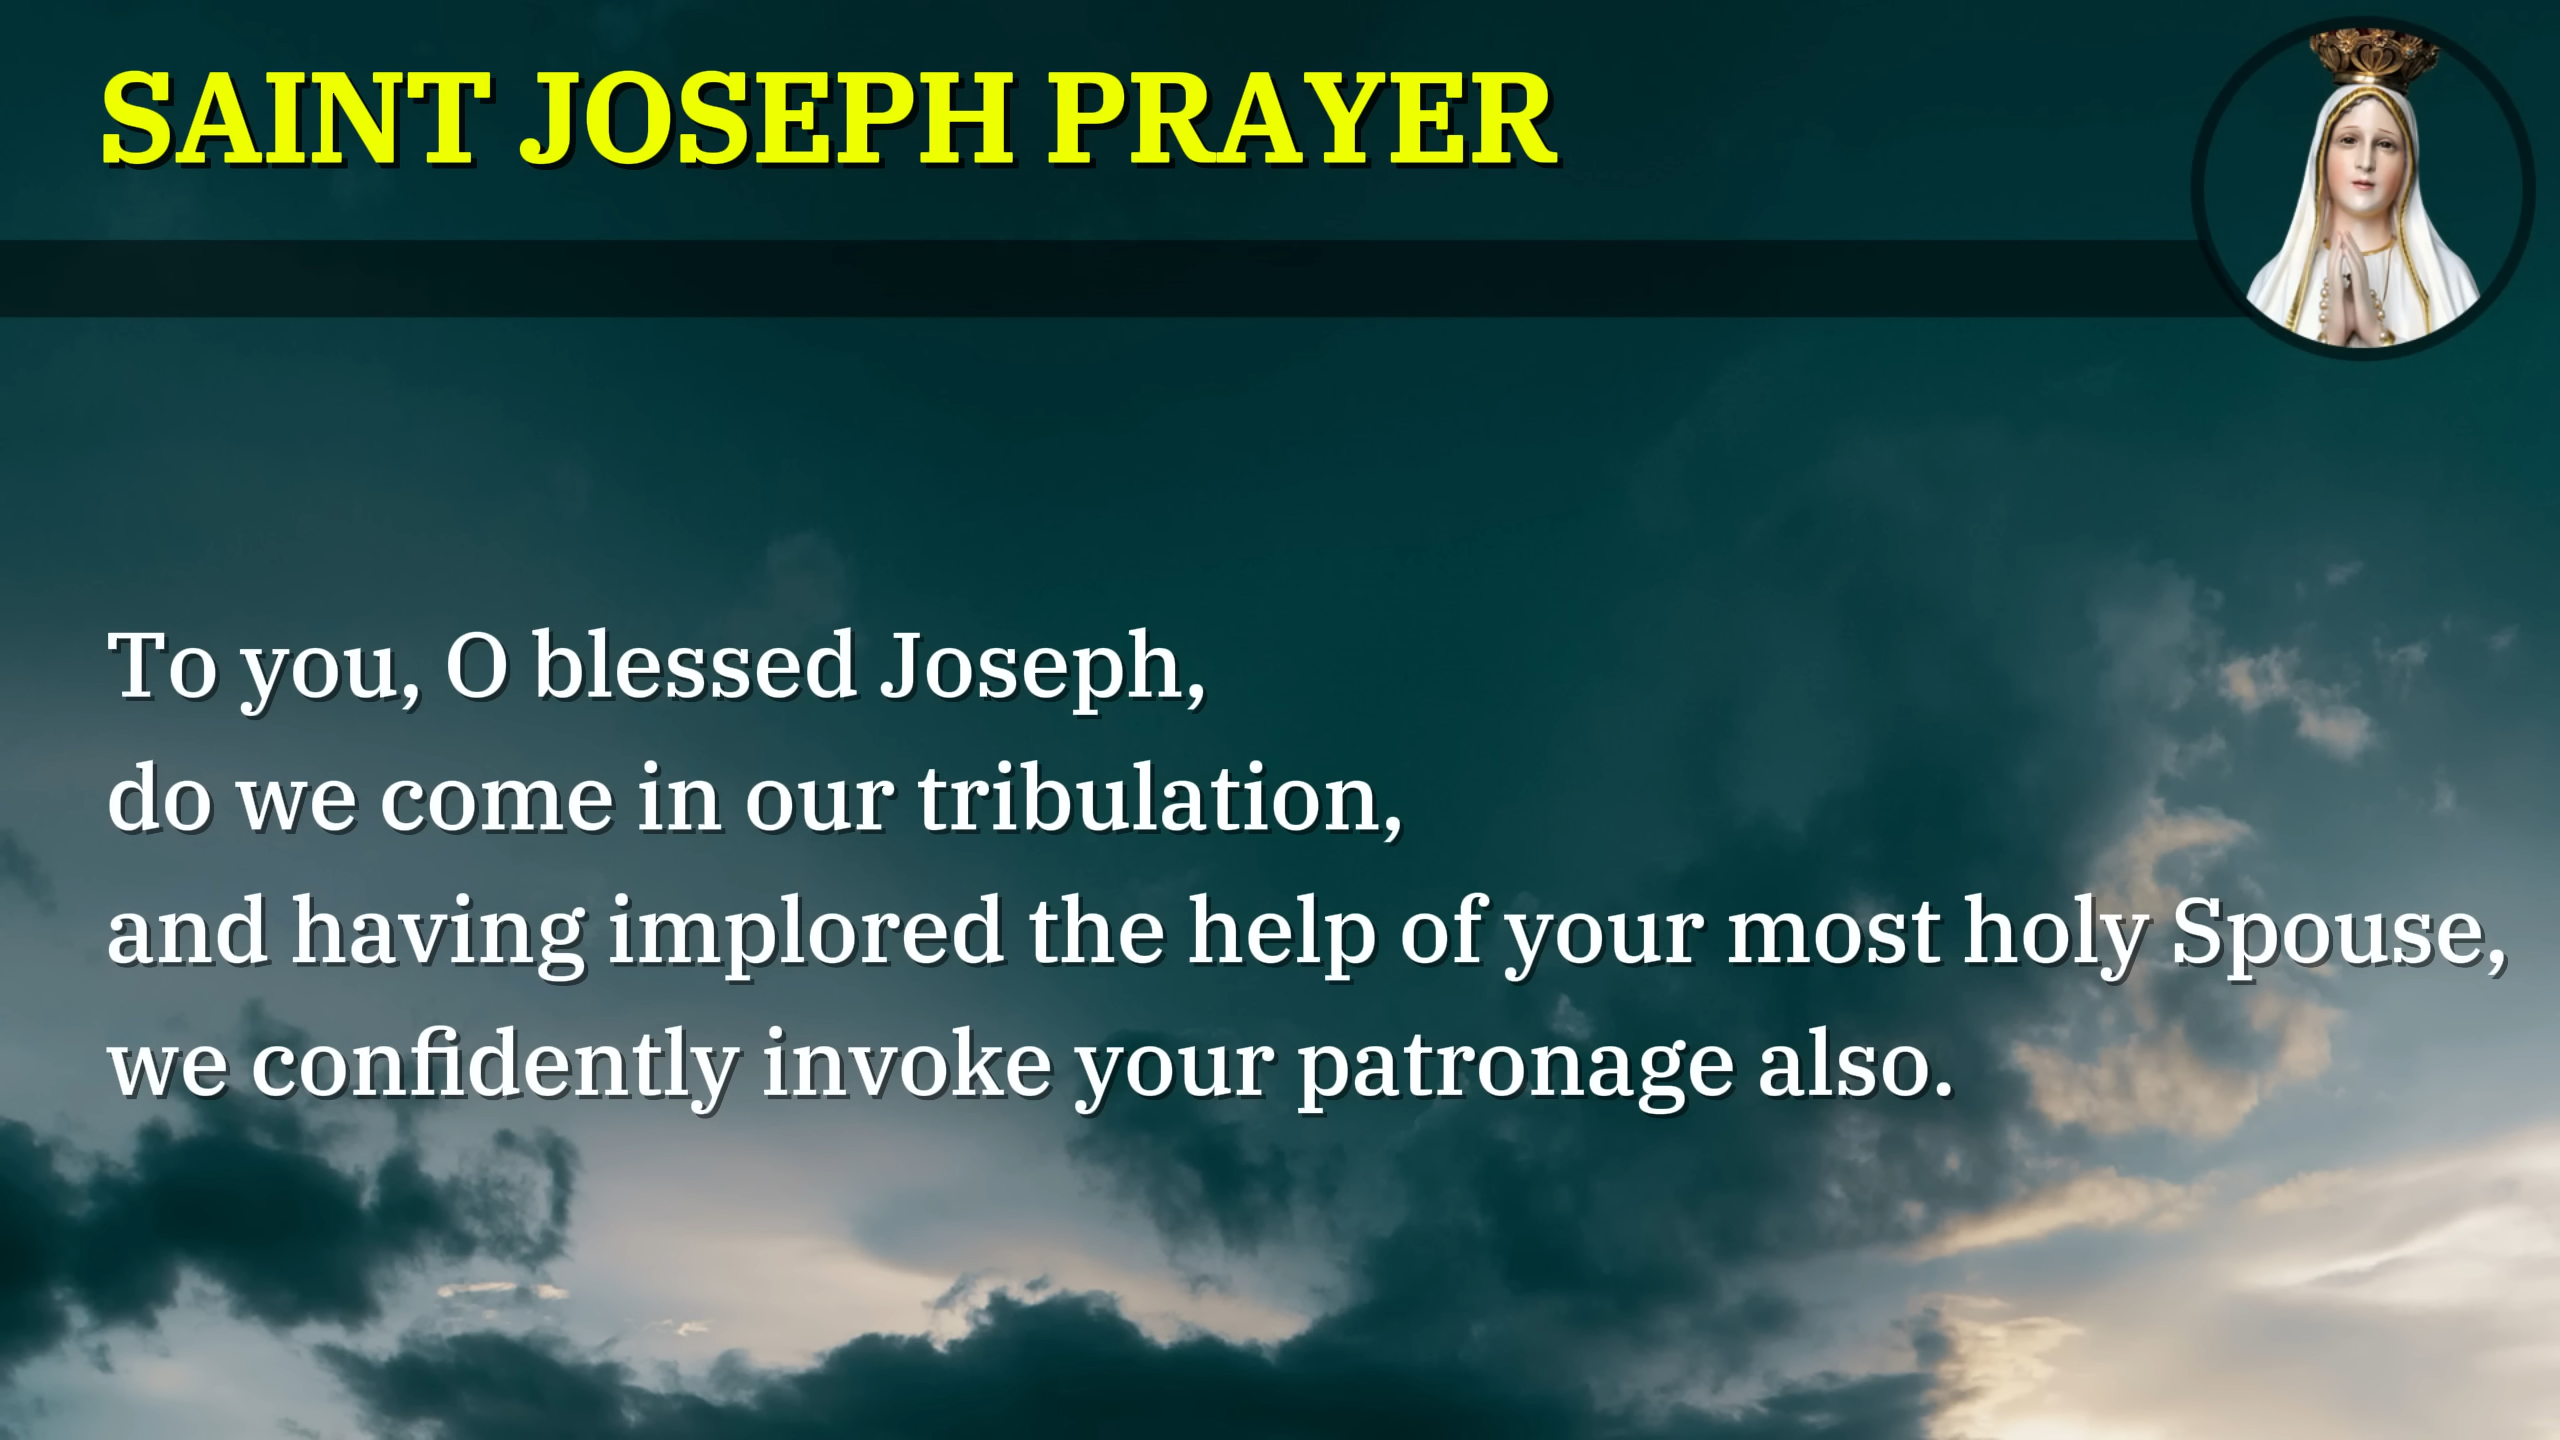 SAINT JOSEPH PRAYER
To you, O blessed Joseph,
do we come in our tribulation,
and having implored the help of your most holy Spouse,
we confidently invoke your patronage also.